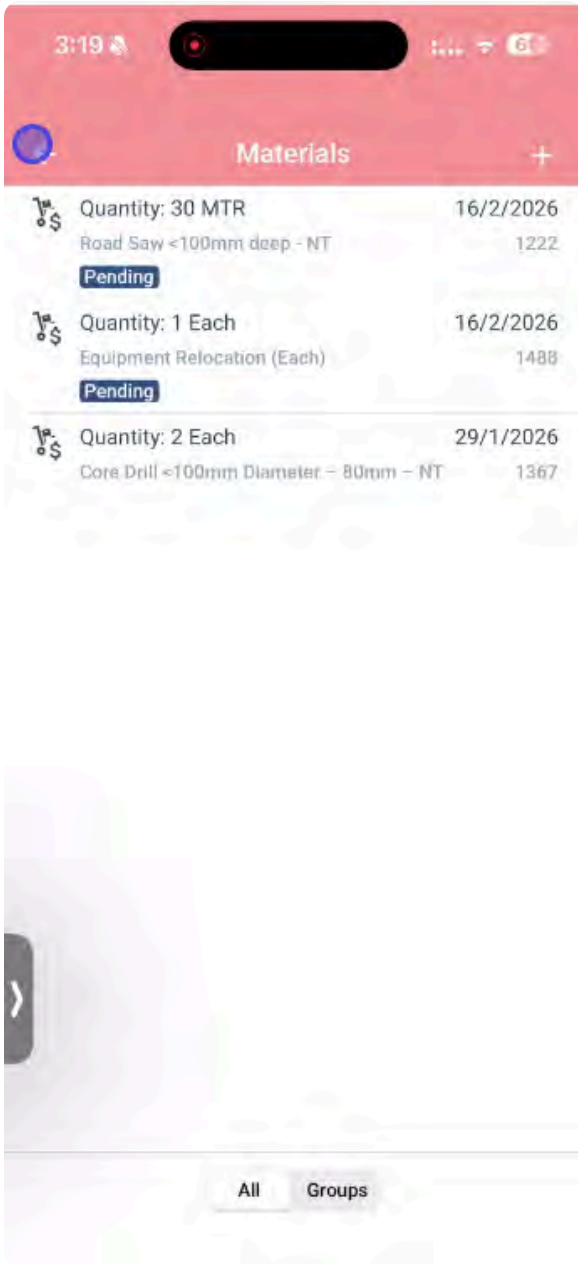 3:19
Materials
Quantity: 30 MTR 16/2/2026
Road Saw <100mm deep - NT 1222
Pending
Quantity: 1 Each 16/2/2026
Equipment Relocation (Each) 1488
Pending
Quantity: 2 Each 29/1/2026
Core Drill <100mm Diameter – 80mm – NT 1367
All Groups